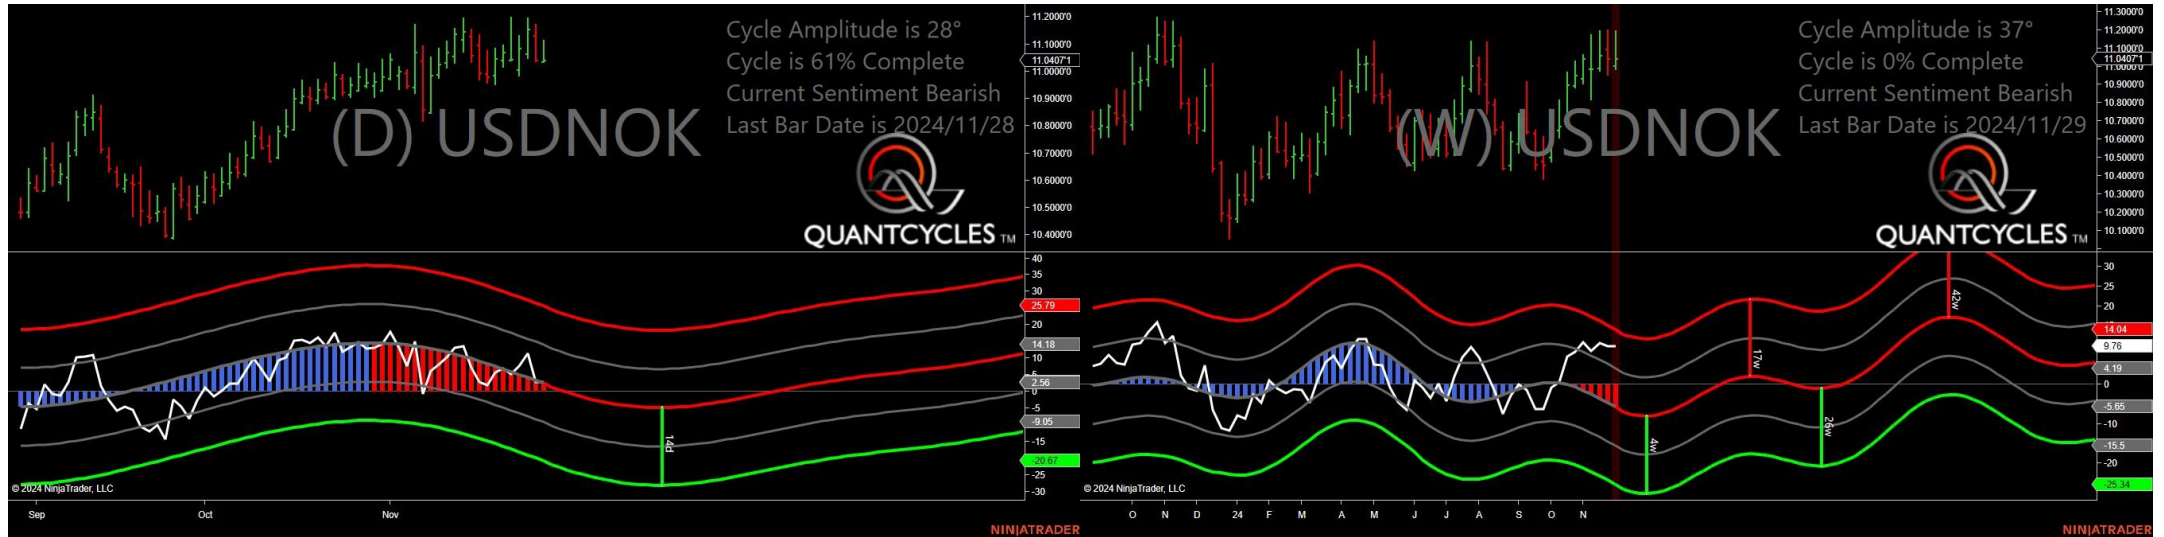 Cycle Amplitude is 28°
Cycle is 61% Complete
Current Sentiment Bearish
Last Bar Date is 2024/11/28
(D) USDNOK
QUANTCYCLES TM
11.2000'0
11.1000'0
11.0407'1
11.0000'0
10.9000'0
10.8000'0
10.7000'0
10.6000'0
10.5000'0
10.4000'0
40
35
30
25.79
20
14.18
10
5
2.56
0
-5
-9.05
-15
-20.67
-25
-30
14d
© 2024 NinjaTrader, LLC
Sep
Oct
Nov
NINJATRADER
Cycle Amplitude is 37°
Cycle is 0% Complete
Current Sentiment Bearish
Last Bar Date is 2024/11/29
(W) USDNOK
QUANTCYCLES TM
11.3000'0
11.2000'0
11.1000'0
11.0407'1
10.9000'0
10.8000'0
10.7000'0
10.6000'0
10.5000'0
10.4000'0
10.3000'0
10.2000'0
10.1000'0
30
25
20
14.04
9.76
4.19
0
-5.65
-10
-15.5
-20
-25.34
17w
42w
4w
26w
© 2024 NinjaTrader, LLC
O N D 24 F M A M J J A S O N
NINJATRADER